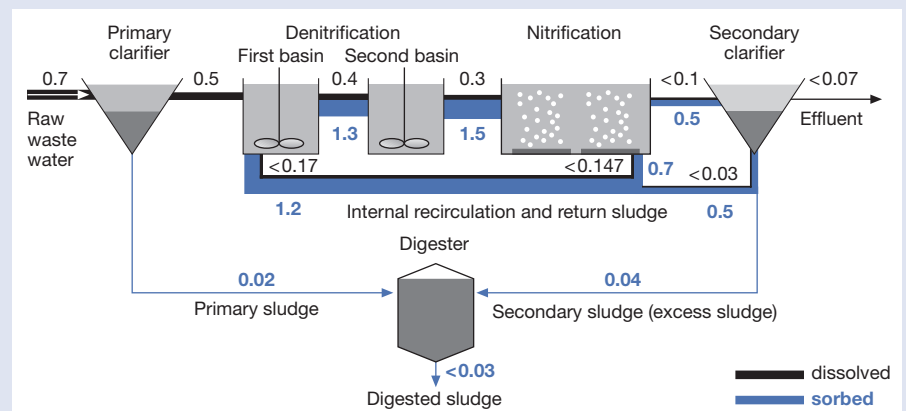 Primary
clarifier
Denitrification
First basin
Second basin
Nitrification
Secondary
clarifier
0.7
0.5
0.4
0.3
<0.1
<0.07
Raw
waste
water
1.3
1.5
0.5
Effluent
<0.17
<0.147
0.7
<0.03
1.2
Internal recirculation and return sludge
0.5
Digester
0.02
0.04
Primary sludge
Secondary sludge (excess sludge)
<0.03
Digested sludge
dissolved
sorbed